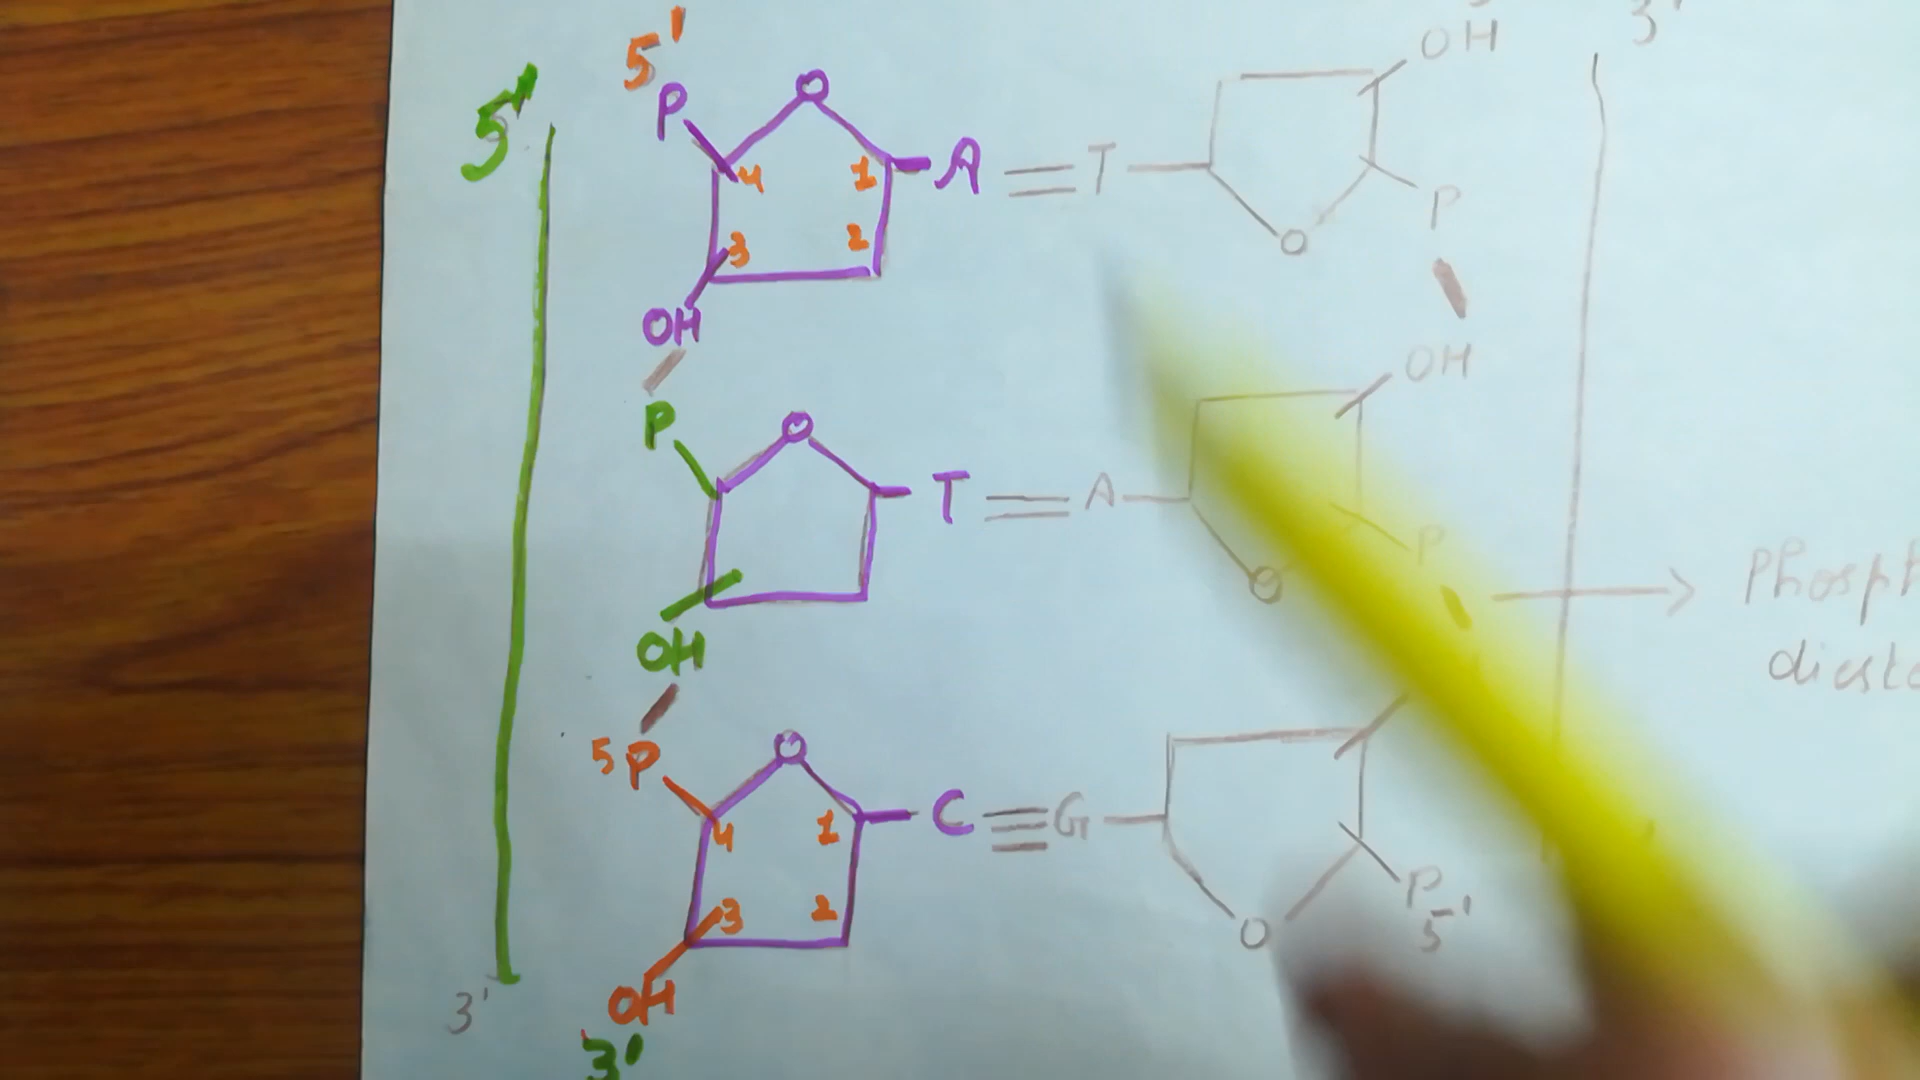 5' 3'
5' P O OH
4 1 A = T
3 2 P
O
OH OH
P O
T = A P
O
OH
Phosph
diest
5 P O
4 1 C ≡ G
3 2 P
O 5'
OH
3' 3'